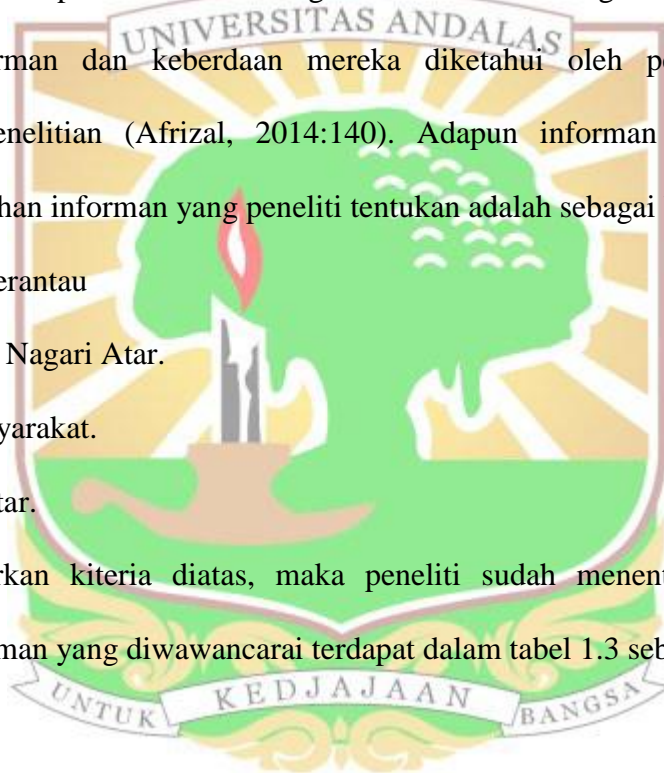 UNIVERSITAS ANDALAS
rman dan keberdaan mereka diketahui oleh pe
enelitian (Afrizal, 2014:140). Adapun informan
han informan yang peneliti tentukan adalah sebagai
erantau
Nagari Atar.
yarakat.
tar.
rkan kiteria diatas, maka peneliti sudah menent
man yang diwawancarai terdapat dalam tabel 1.3 seb
UNTUK KEDJAJAAN BANGSA